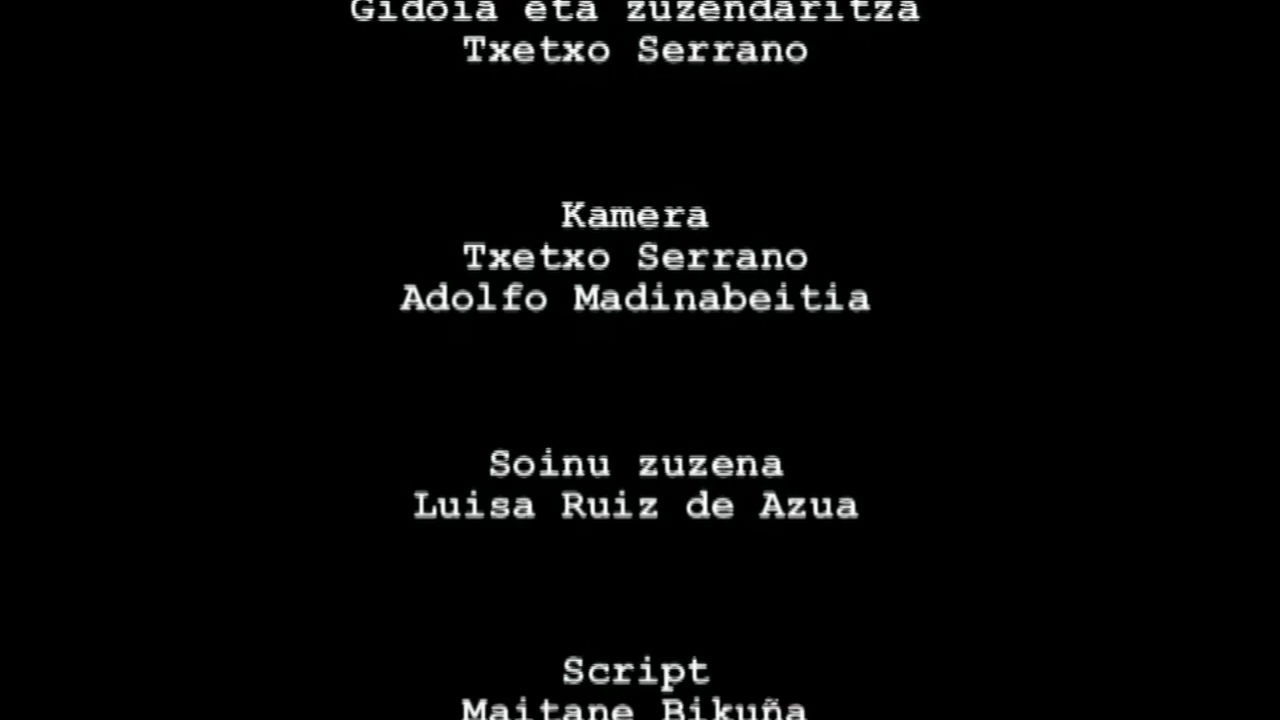 Gidoia eta zuzendaritza
Txetxo Serrano
Kamera
Txetxo Serrano
Adolfo Madinabeitia
Soinu zuzena
Luisa Ruiz de Azua
Script
Maitane Bikuña